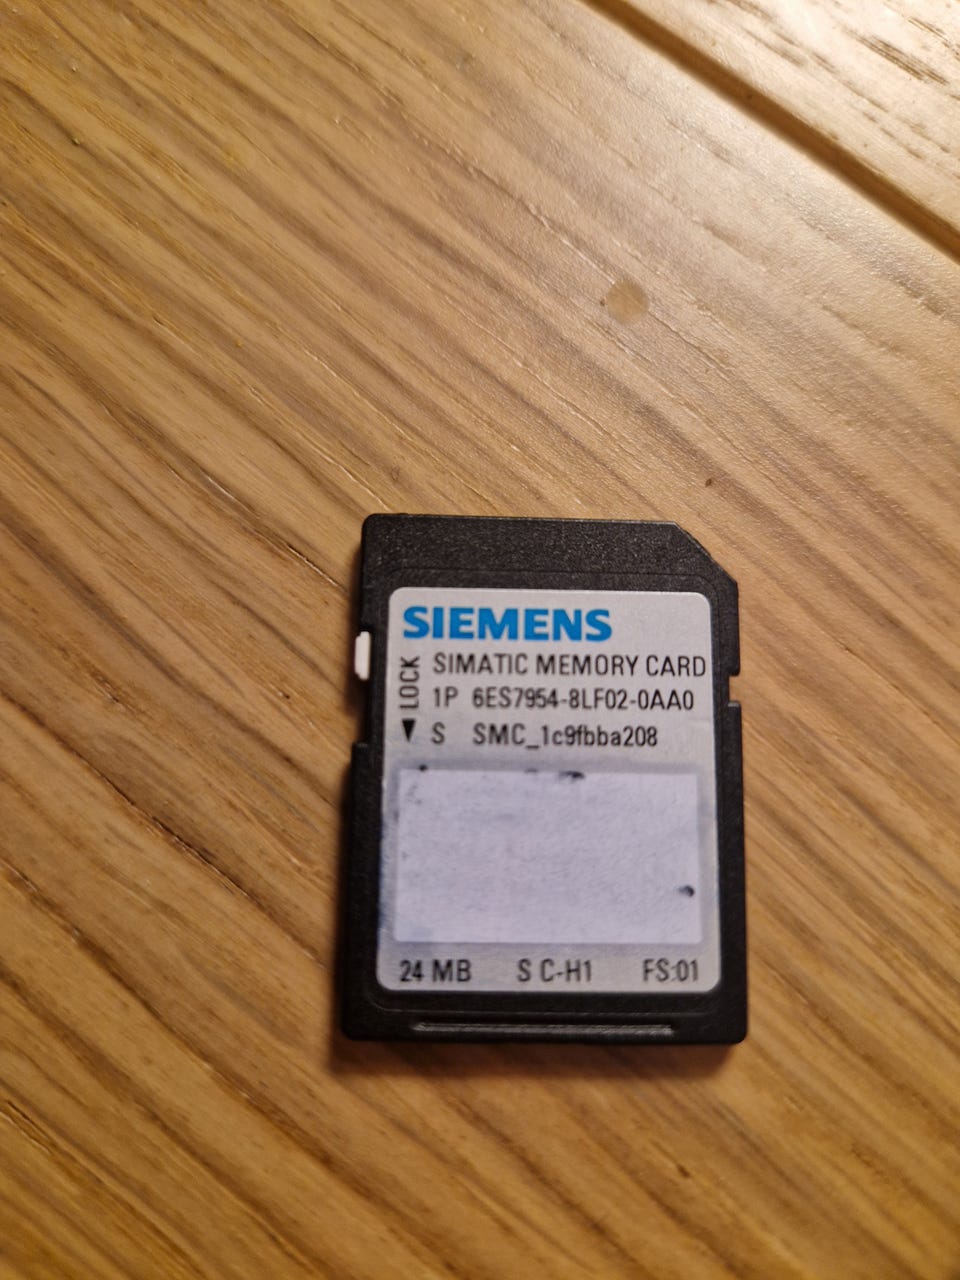 SIEMENS
LOCK
SIMATIC MEMORY CARD
1P 6ES7954-8LF02-0AA0
S SMC_1c9fbba208
24 MB S C-H1 FS:01